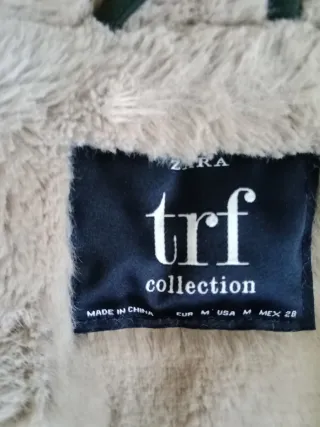 ZARA
trf
collection
MADE IN CHINA EUR M USA M MEX 28